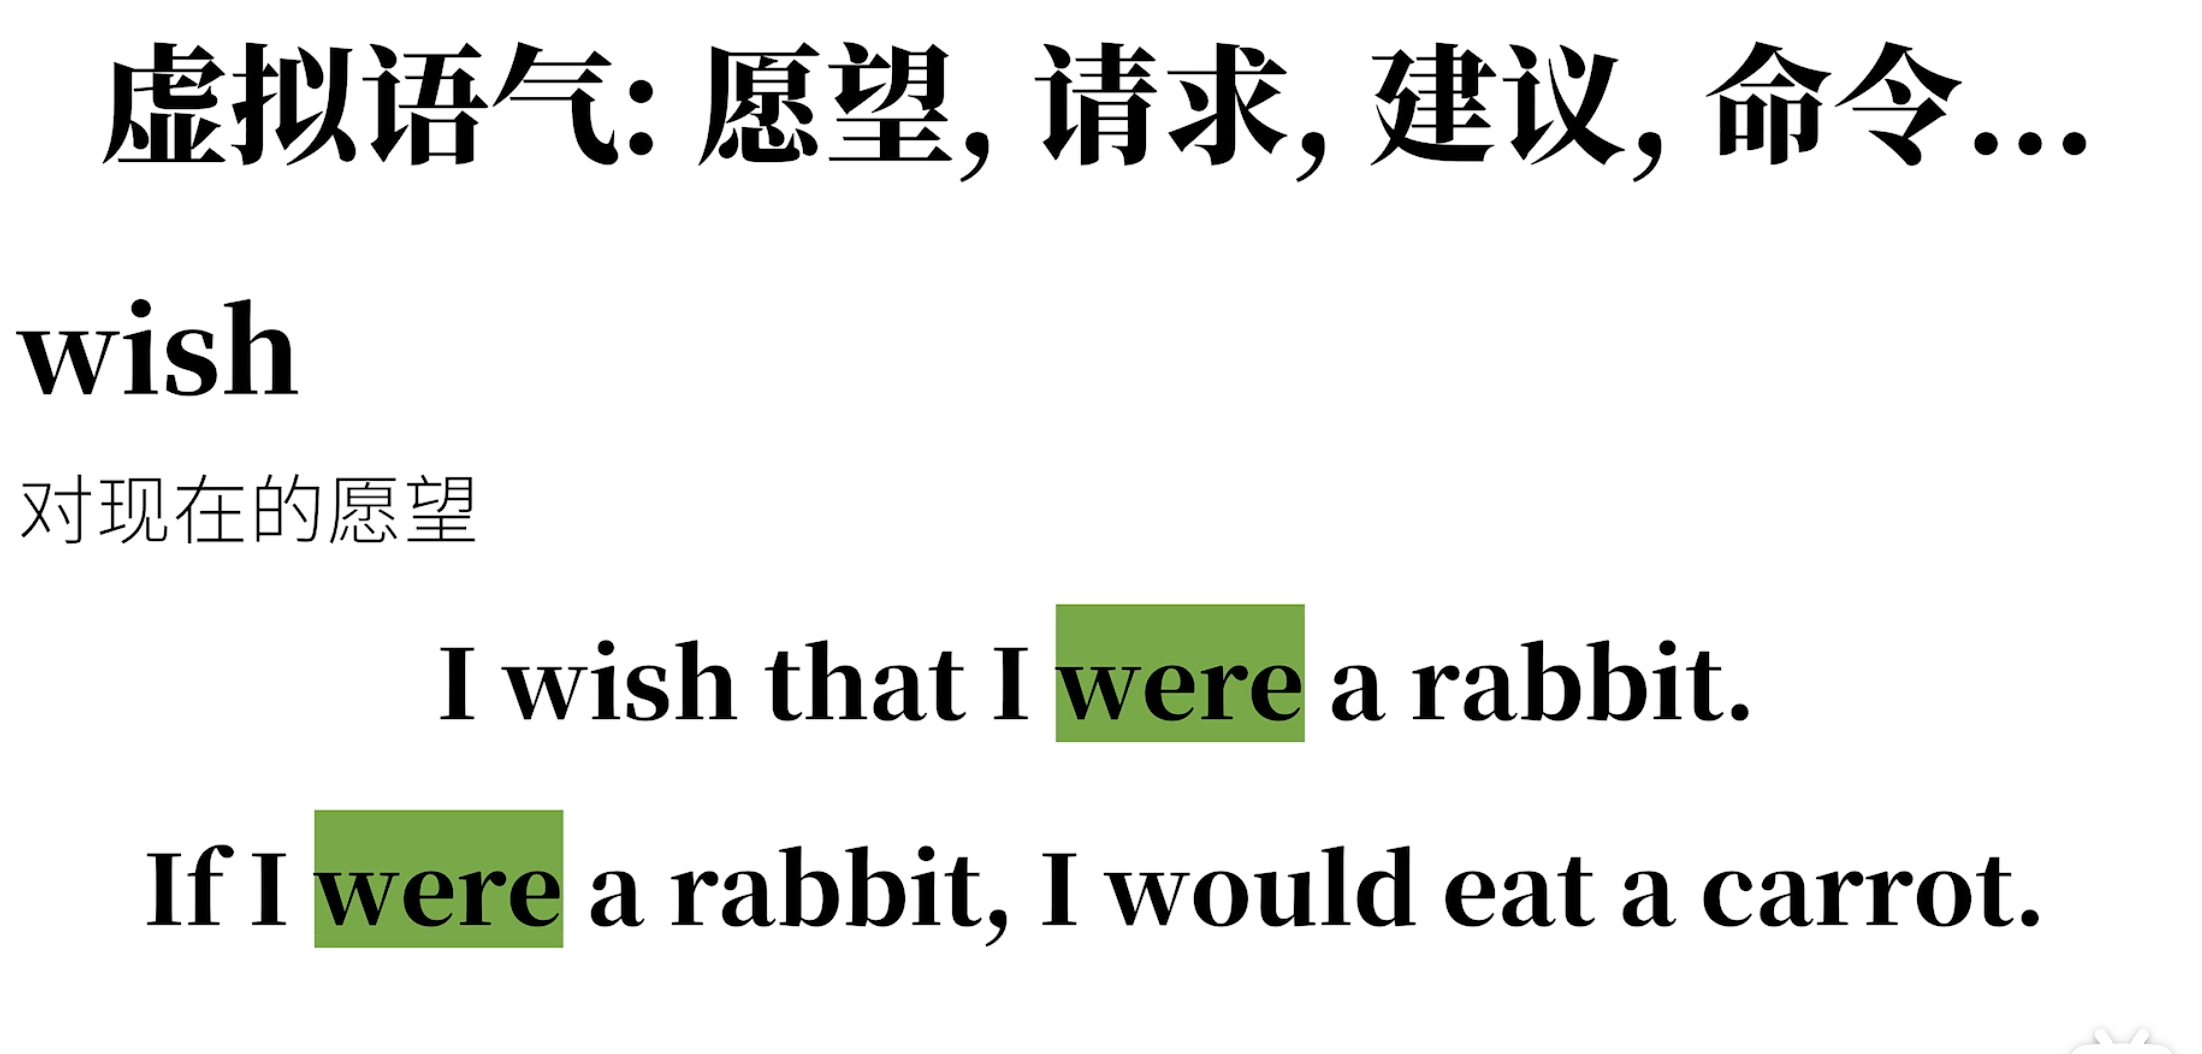 虚拟语气: 愿望, 请求, 建议, 命令...
wish
对现在的愿望
I wish that I were a rabbit.
If I were a rabbit, I would eat a carrot.